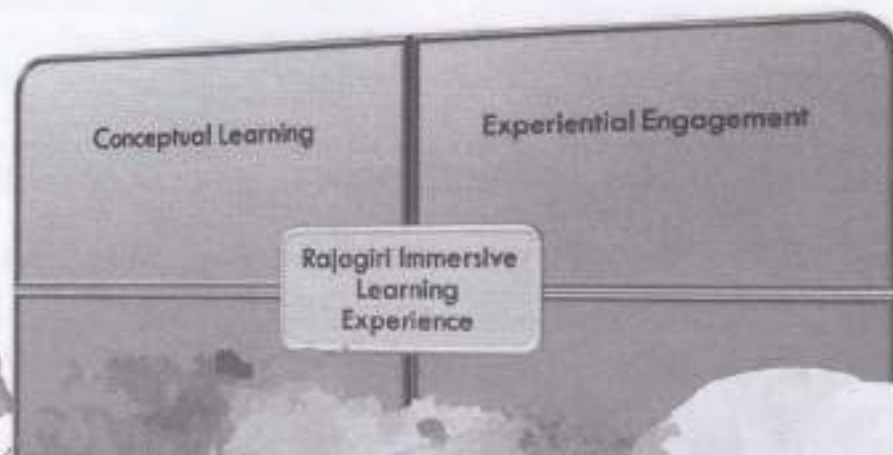 Conceptual Learning
Experiential Engagement
Rajagiri Immersive
Learning
Experience